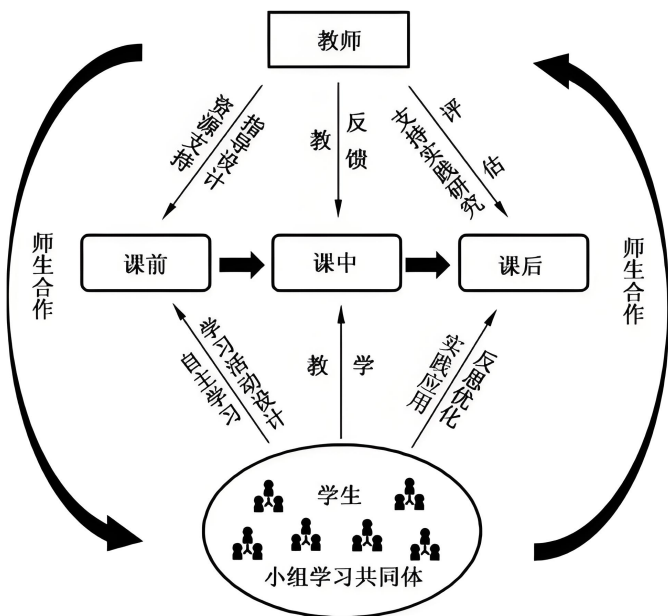 教师
资源支持
指导设计
教
反馈
支持实践研究
评估
师生合作
课前
课中
课后
师生合作
自主学习
学习活动设计
教
学
实践应用
反思优化
学生
小组学习共同体